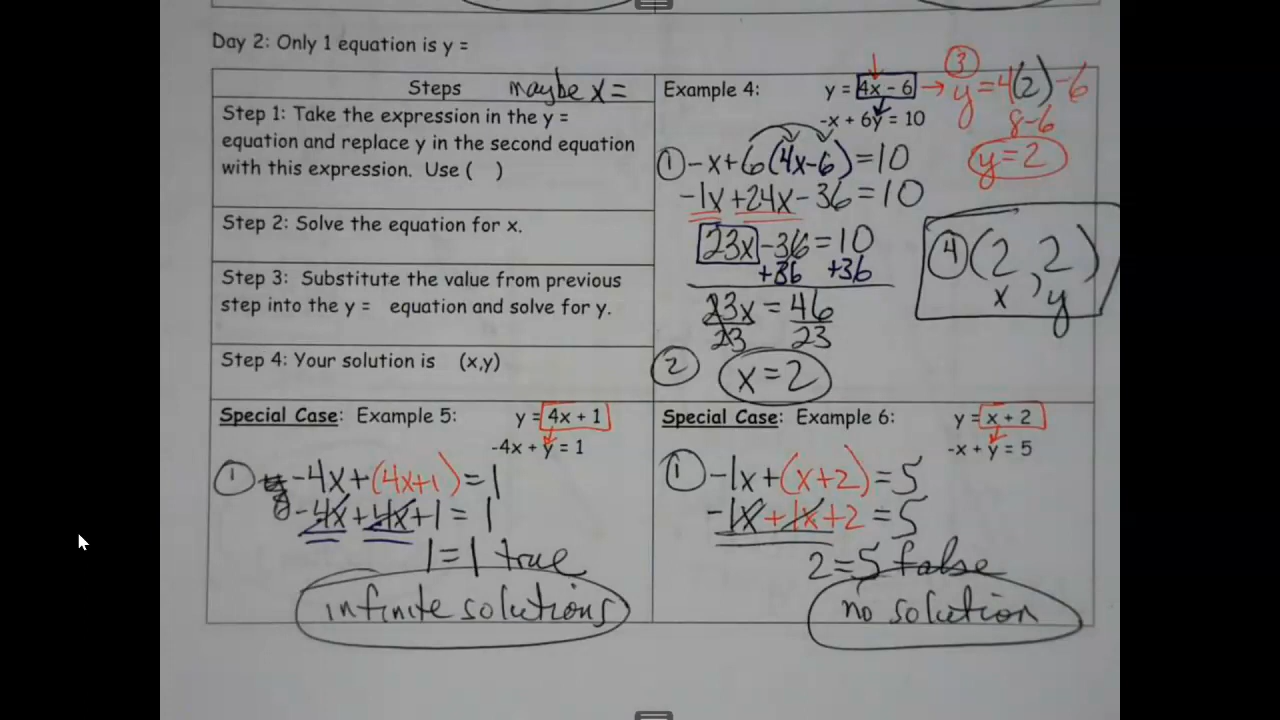 Day 2: Only 1 equation is y =
Steps maybe x =
Step 1: Take the expression in the y =
equation and replace y in the second equation
with this expression. Use ( )
Step 2: Solve the equation for x.
Step 3: Substitute the value from previous
step into the y = equation and solve for y.
Step 4: Your solution is (x,y)
Example 4: y = 4x - 6
-x + 6y = 10
① -x+6(4x-6)=10
-1x+24x-36=10
23x-36=10
+36 +36
23x = 46
23 23
② x=2
③ y=4(2)-6
8-6
y=2
④ (2, 2)
x, y
Special Case: Example 5: y = 4x + 1
-4x + y = 1
① -4x+(4x+1)=1
-4x+4x+1=1
1=1 true
infinite solutions
Special Case: Example 6: y = x + 2
-x + y = 5
① -1x+(x+2)=5
-1x+1x+2=5
2=5 false
no solution